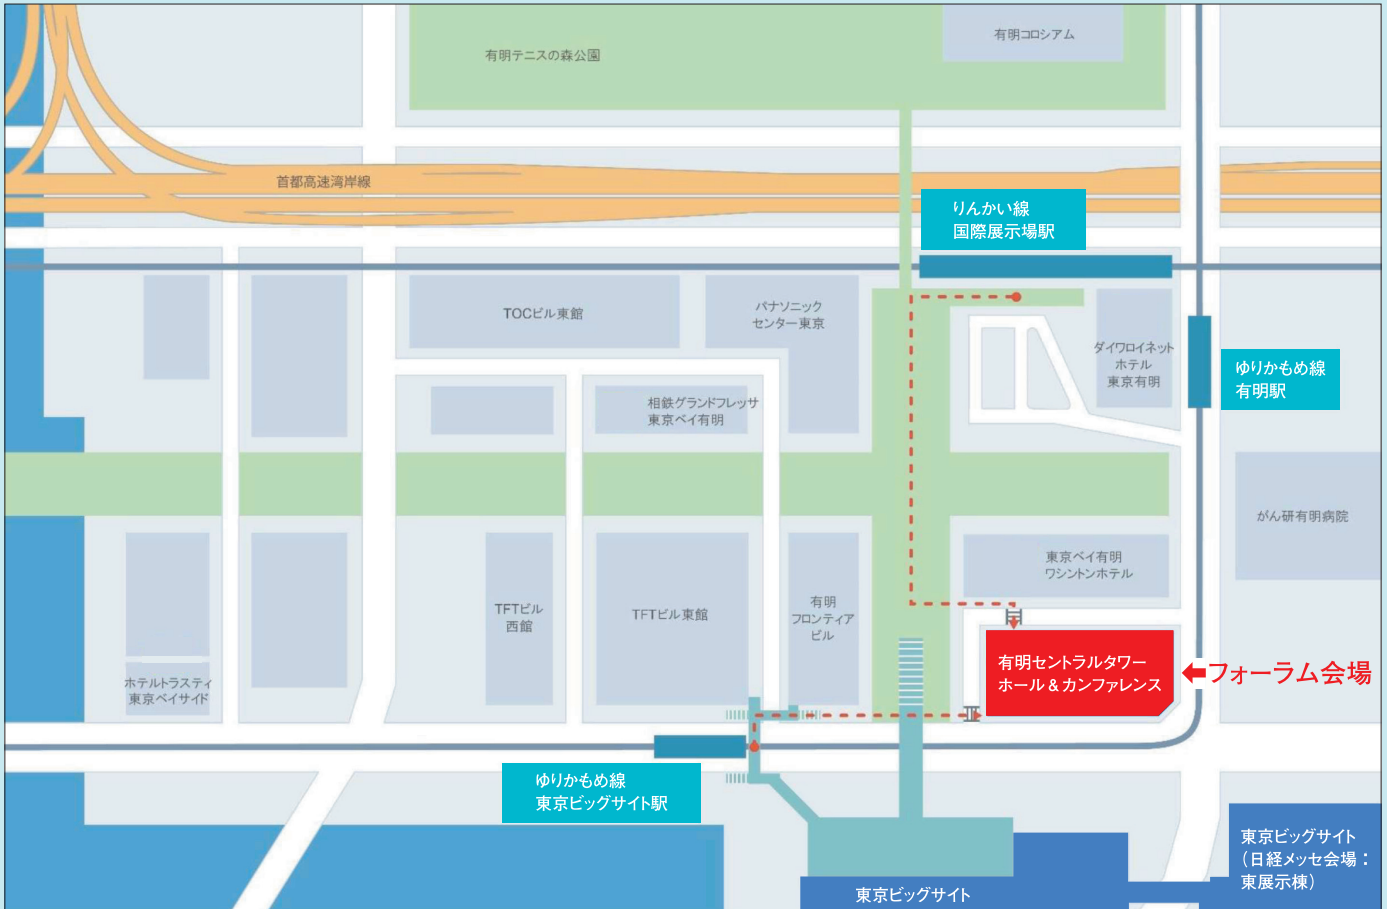 有明コロシアム
有明テニスの森公園
首都高速湾岸線
りんかい線
国際展示場駅
TOCビル東館
パナソニック
センター東京
ダイワロイネット
ホテル
東京有明
ゆりかもめ線
有明駅
相鉄グランドフレッサ
東京ベイ有明
がん研有明病院
東京ベイ有明
ワシントンホテル
TFTビル
西館
TFTビル東館
有明
フロンティア
ビル
有明セントラルタワー
ホール＆カンファレンス
フォーラム会場
ホテルトラスティ
東京ベイサイド
ゆりかもめ線
東京ビッグサイト駅
東京ビッグサイト
（日経メッセ会場：
東展示棟）
東京ビッグサイト